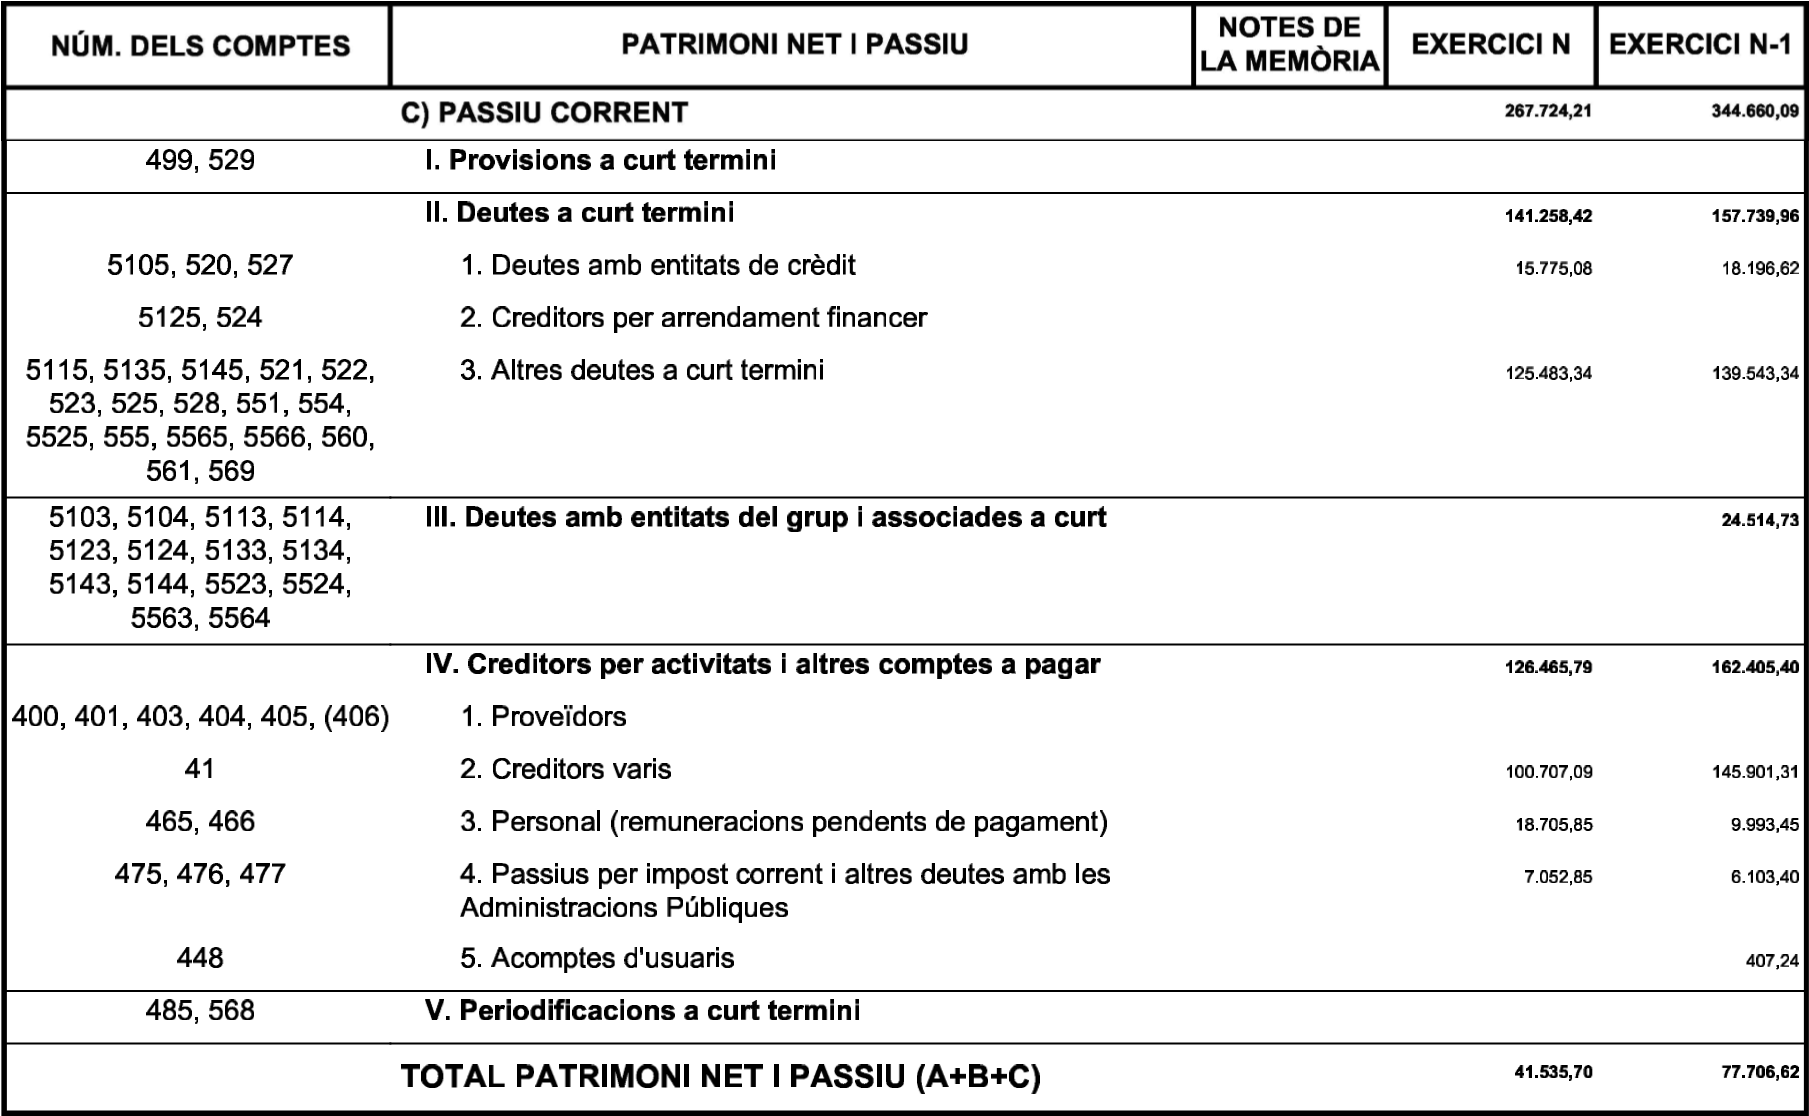 NÚM. DELS COMPTES PATRIMONI NET I PASSIU NOTES DE LA MEMÒRIA EXERCICI N EXERCICI N-1
C) PASSIU CORRENT 267.724,21 344.660,09
499, 529 I. Provisions a curt termini
II. Deutes a curt termini 141.258,42 157.739,96
5105, 520, 527 1. Deutes amb entitats de crèdit 15.775,08 18.196,62
5125, 524 2. Creditors per arrendament financer
5115, 5135, 5145, 521, 522, 3. Altres deutes a curt termini 125.483,34 139.543,34
523, 525, 528, 551, 554,
5525, 555, 5565, 5566, 560,
561, 569
5103, 5104, 5113, 5114, III. Deutes amb entitats del grup i associades a curt 24.514,73
5123, 5124, 5133, 5134,
5143, 5144, 5523, 5524,
5563, 5564
IV. Creditors per activitats i altres comptes a pagar 126.465,79 162.405,40
400, 401, 403, 404, 405, (406) 1. Proveïdors
41 2. Creditors varis 100.707,09 145.901,31
465, 466 3. Personal (remuneracions pendents de pagament) 18.705,85 9.993,45
475, 476, 477 4. Passius per impost corrent i altres deutes amb les 7.052,85 6.103,40
Administracions Públiques
448 5. Acomptes d'usuaris 407,24
485, 568 V. Periodificacions a curt termini
TOTAL PATRIMONI NET I PASSIU (A+B+C) 41.535,70 77.706,62